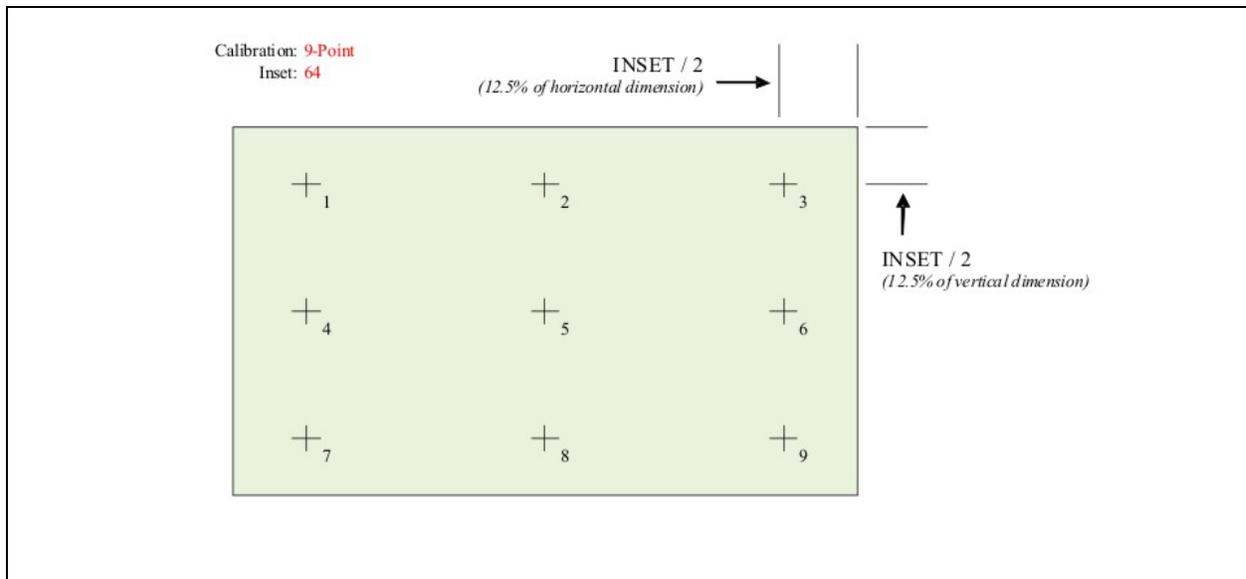 Calibration: 9-Point
Inset: 64
INSET / 2
(12.5% of horizontal dimension)
1
2
3
INSET / 2
(12.5% of vertical dimension)
4
5
6
7
8
9